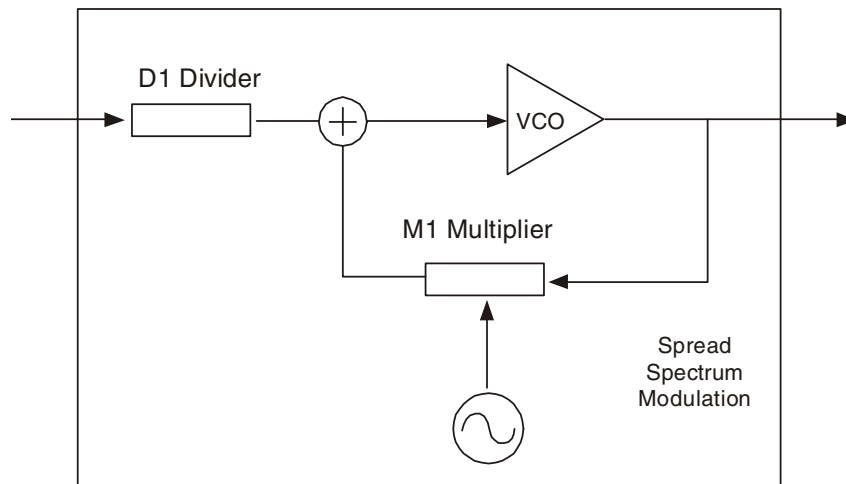 D1 Divider
VCO
M1 Multiplier
Spread
Spectrum
Modulation